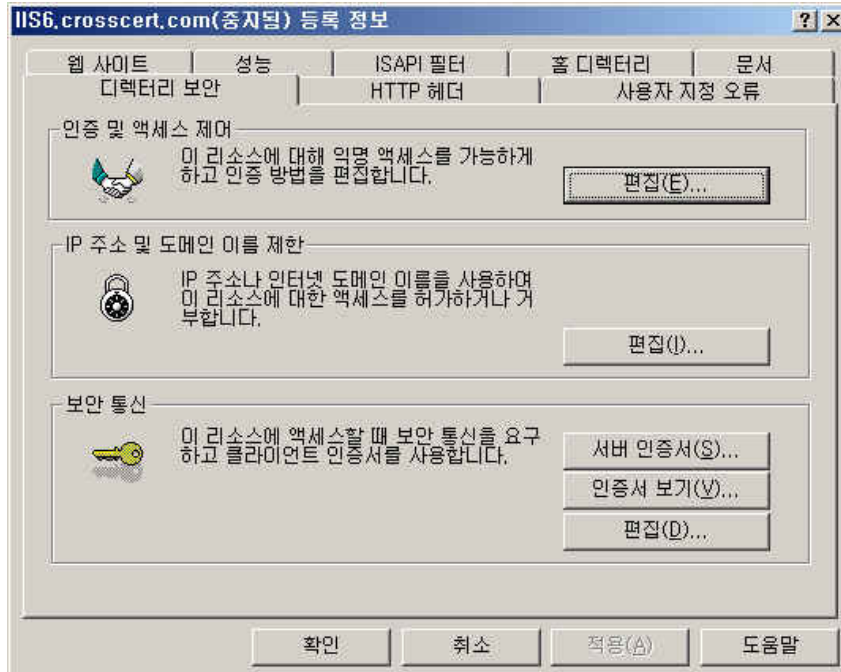 IIS6.crosscert.com(중지됨) 등록 정보
웹 사이트 성능 ISAPI 필터 홈 디렉터리 문서
디렉터리 보안 HTTP 헤더 사용자 지정 오류
인증 및 액세스 제어
이 리소스에 대해 익명 액세스를 가능하게
하고 인증 방법을 편집합니다.
편집(E)...
IP 주소 및 도메인 이름 제한
IP 주소나 인터넷 도메인 이름을 사용하여
이 리소스에 대한 액세스를 허가하거나 거
부합니다.
편집(I)...
보안 통신
이 리소스에 액세스할 때 보안 통신을 요구
하고 클라이언트 인증서를 사용합니다.
서버 인증서(S)...
인증서 보기(V)...
편집(D)...
확인 취소 적용(A) 도움말